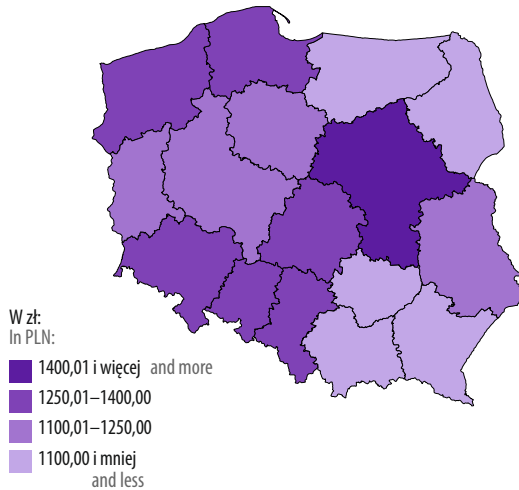 W zł:
In PLN:
1400,01 i więcej and more
1250,01–1400,00
1100,01–1250,00
1100,00 i mniej
and less